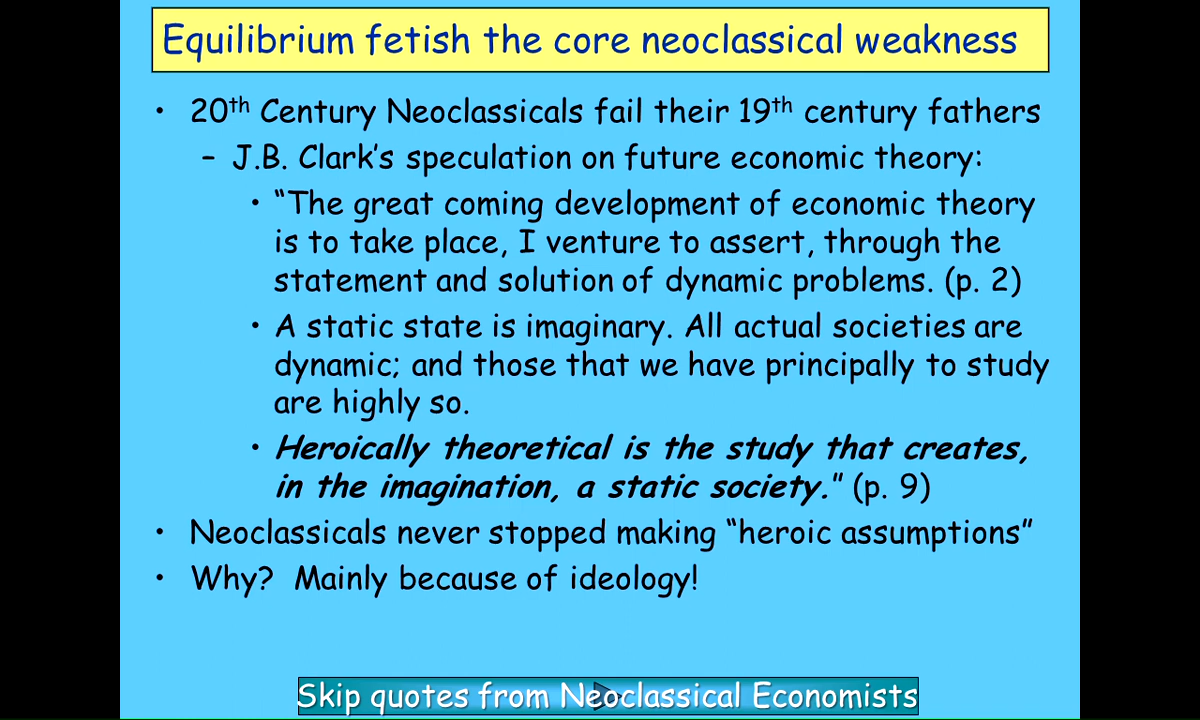 Equilibrium fetish the core neoclassical weakness
• 20th Century Neoclassicals fail their 19th century fathers
– J.B. Clark's speculation on future economic theory:
• “The great coming development of economic theory
is to take place, I venture to assert, through the
statement and solution of dynamic problems. (p. 2)
• A static state is imaginary. All actual societies are
dynamic; and those that we have principally to study
are highly so.
• Heroically theoretical is the study that creates,
in the imagination, a static society.” (p. 9)
• Neoclassicals never stopped making “heroic assumptions”
• Why? Mainly because of ideology!
Skip quotes from Neoclassical Economists